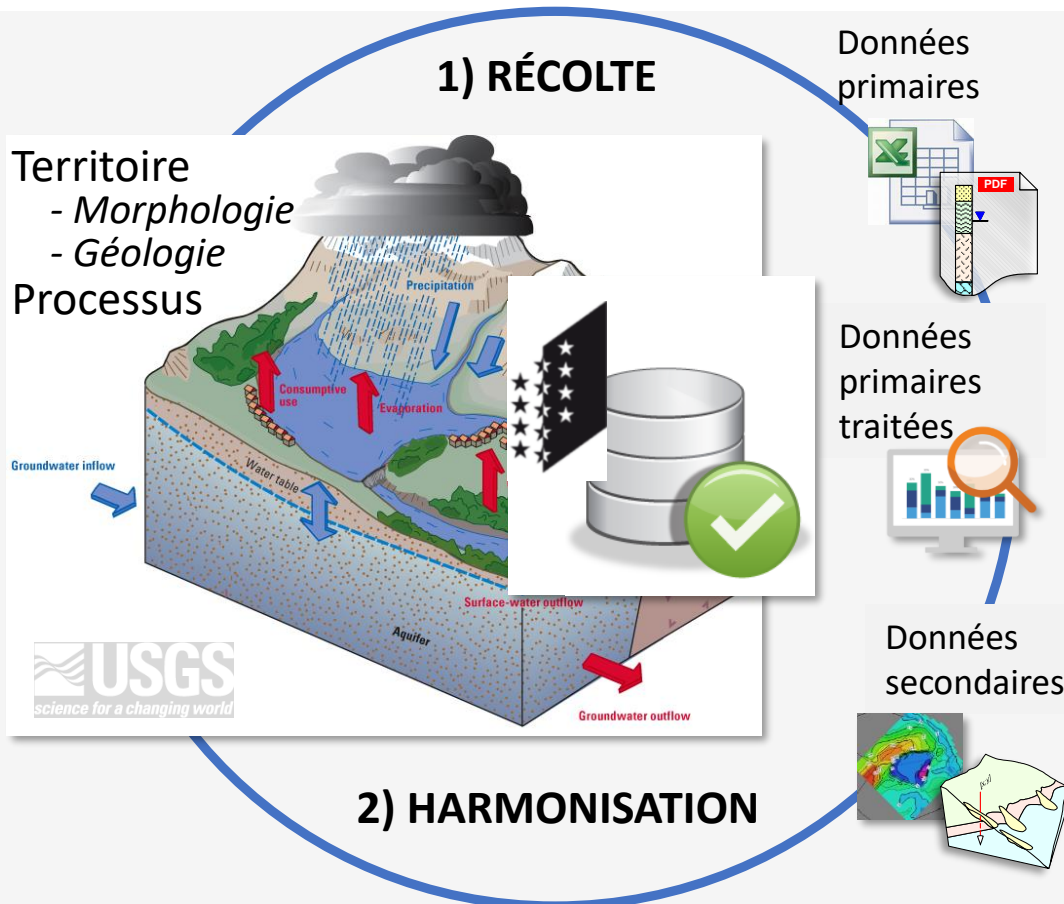 1) RÉCOLTE
Données
primaires
PDF
Territoire
- Morphologie
- Géologie
Processus
Precipitation
Consumptive
use
Evaporation
Groundwater inflow
Water table
Surface-water outflow
Aquifer
Groundwater outflow
USGS
science for a changing world
Données
primaires
traitées
Données
secondaires
2) HARMONISATION